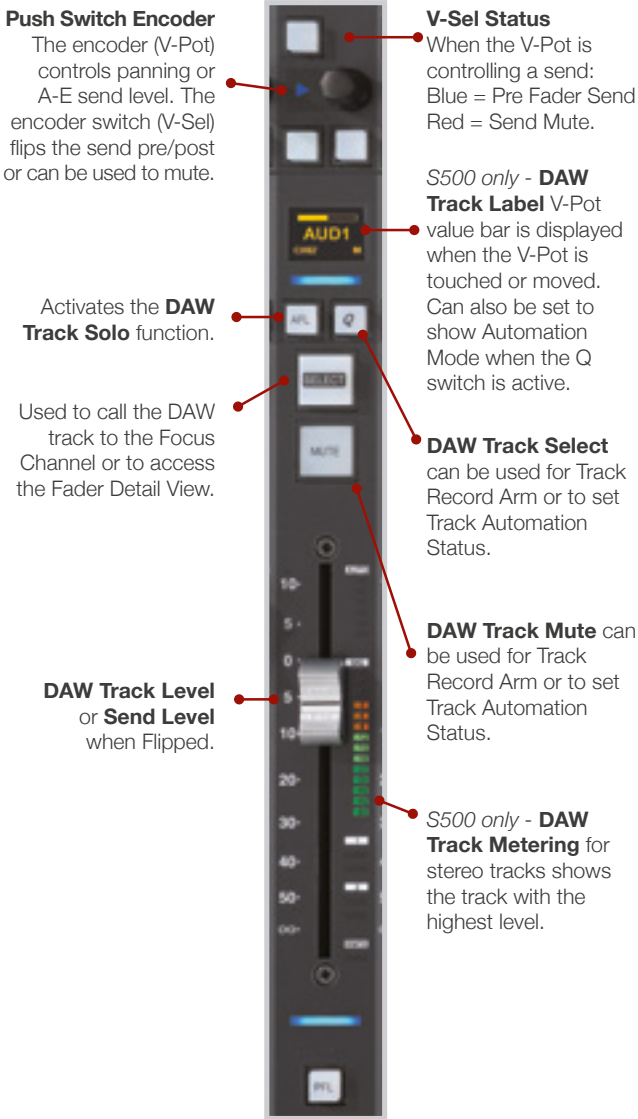 Push Switch Encoder
The encoder (V-Pot)
controls panning or
A-E send level. The
encoder switch (V-Sel)
flips the send pre/post
or can be used to mute.
V-Sel Status
When the V-Pot is
controlling a send:
Blue = Pre Fader Send
Red = Send Mute.
S500 only - DAW
Track Label V-Pot
value bar is displayed
when the V-Pot is
touched or moved.
Can also be set to
show Automation
Mode when the Q
switch is active.
AUD1
Activates the DAW
Track Solo function.
AFL
Q
SELECT
Used to call the DAW
track to the Focus
Channel or to access
the Fader Detail View.
MUTE
DAW Track Select
can be used for Track
Record Arm or to set
Track Automation
Status.
DAW Track Mute can
be used for Track
Record Arm or to set
Track Automation
Status.
10
5
0
5
10
20
30
40
50
∞
DAW Track Level
or Send Level
when Flipped.
S500 only - DAW
Track Metering for
stereo tracks shows
the track with the
highest level.
PFL